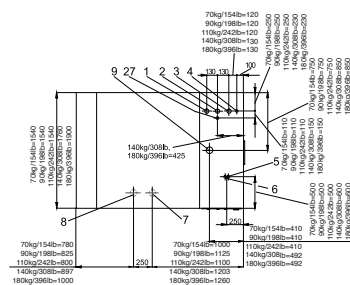 70kg/154lb=120
90kg/198lb=120
110kg/242lb=120
140kg/308lb=130
180kg/396lb=130
130 130
100
9 27 1 2 3 4
70kg/154lb=250
90kg/198lb=250
110kg/242lb=250
140kg/308lb=230
180kg/396lb=230
70kg/154lb=750
90kg/198lb=750
110kg/242lb=750
140kg/308lb=750
180kg/396lb=850
70kg/154lb=110
90kg/198lb=110
110kg/242lb=110
140kg/308lb=150
180kg/396lb=150
70kg/154lb=1540
90kg/198lb=1540
110kg/242lb=1540
140kg/308lb=1760
180kg/396lb=1900
140kg/308lb,
180kg/396lb=425
5
6
8
7
70kg/154lb=500
90kg/198lb=500
110kg/242lb=500
140kg/308lb=600
180kg/396lb=600
250
70kg/154lb=780
90kg/198lb=825
110kg/242lb=800
140kg/308lb=897
180kg/396lb=1000
250
70kg/154lb=1000
90kg/198lb=1125
110kg/242lb=1100
140kg/308lb=1203
180kg/396lb=1260
70kg/154lb=410
90kg/198lb=410
110kg/242lb=410
140kg/308lb=492
180kg/396lb=492